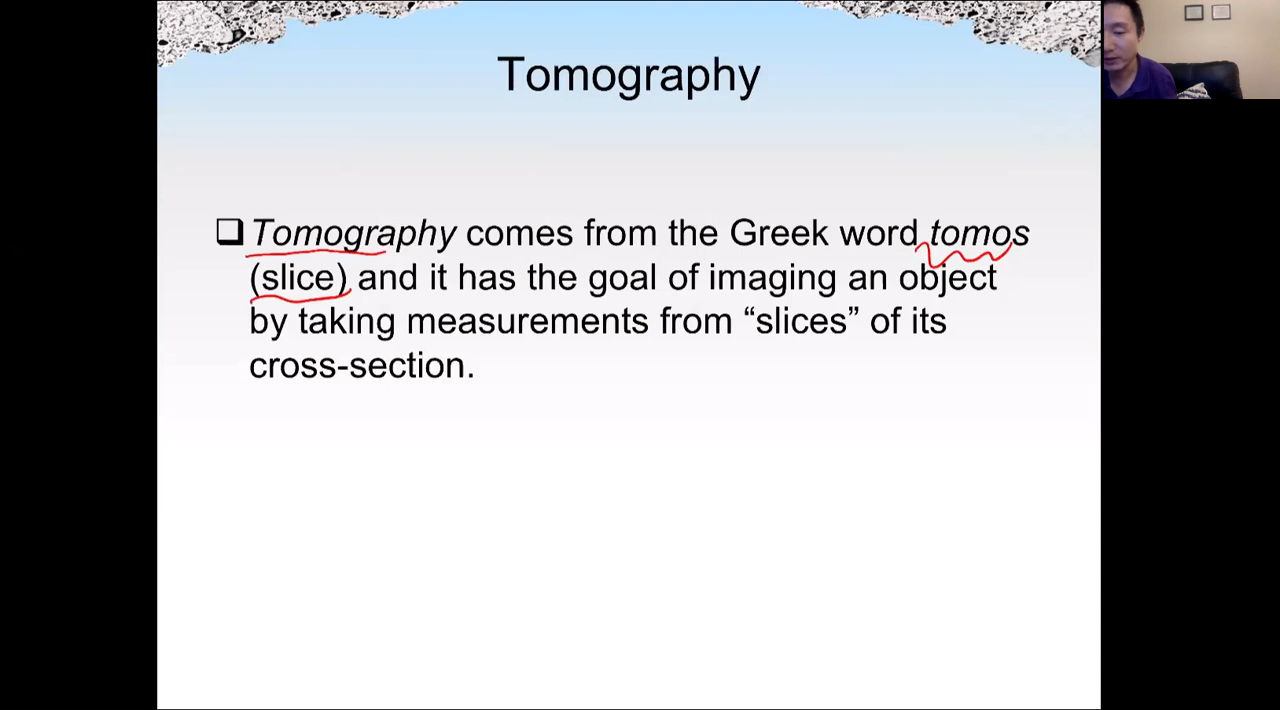 Tomography
Tomography comes from the Greek word tomos
(slice) and it has the goal of imaging an object
by taking measurements from “slices” of its
cross-section.